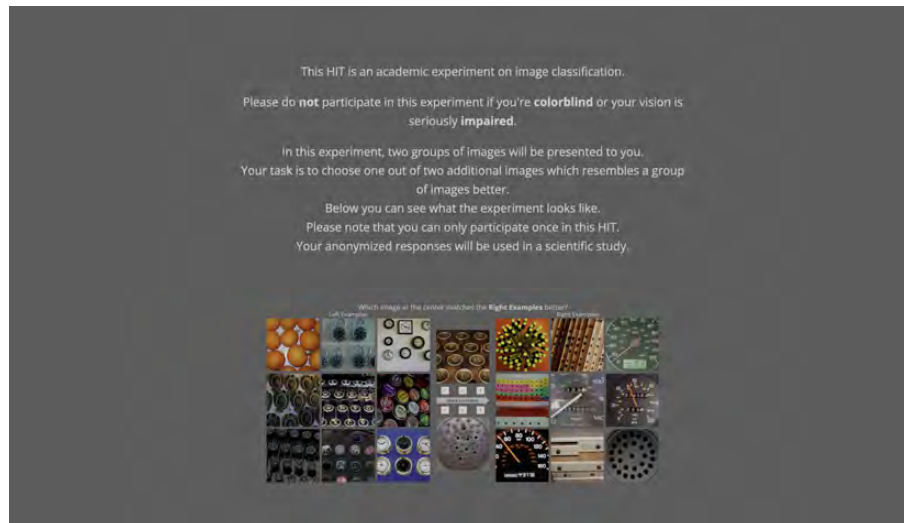 This HIT is an academic experiment on image classification.
Please do not participate in this experiment if you're colorblind or your vision is
seriously impaired.
In this experiment, two groups of images will be presented to you.
Your task is to choose one out of two additional images which resembles a group
of images better.
Below you can see what the experiment looks like.
Please note that you can only participate once in this HIT.
Your anonymized responses will be used in a scientific study.
Which image at the center matches the Right Examples better?
Left Examples
Right Examples